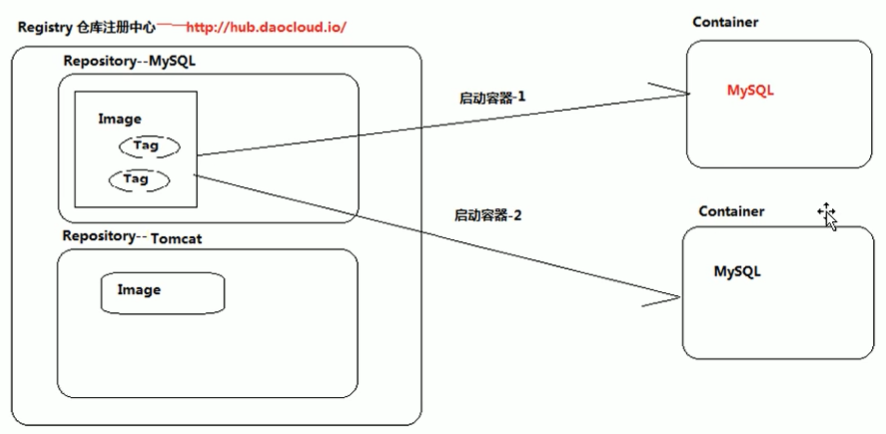 Registry 仓库注册中心 http://hub.daocloud.io/
Repository--MySQL
Image
Tag
Tag
Repository-- Tomcat
Image
启动容器-1
启动容器-2
Container
MySQL
Container
MySQL